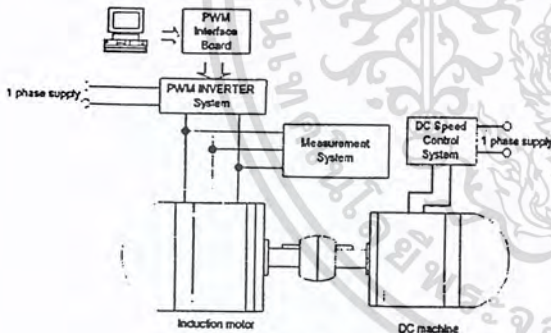 PWM
Interface
Board
1 phase supply
PWM INVERTER
System
Measurement
System
DC Speed
Control
System
1 phase supply
Induction motor
DC machine